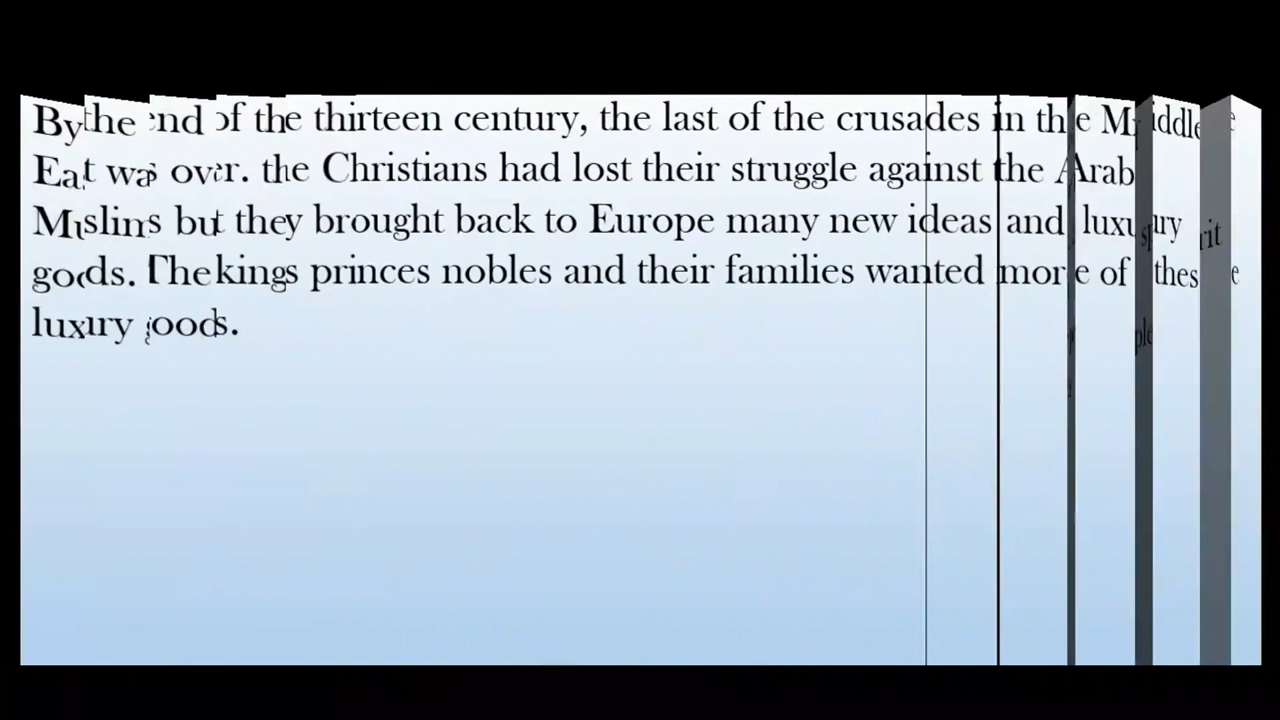 By the end of the thirteen century, the last of the crusades in the Middle
Eat was over. the Christians had lost their struggle against the Arab
Muslims but they brought back to Europe many new ideas and luxury
goods. The kings princes nobles and their families wanted more of these
luxury goods.